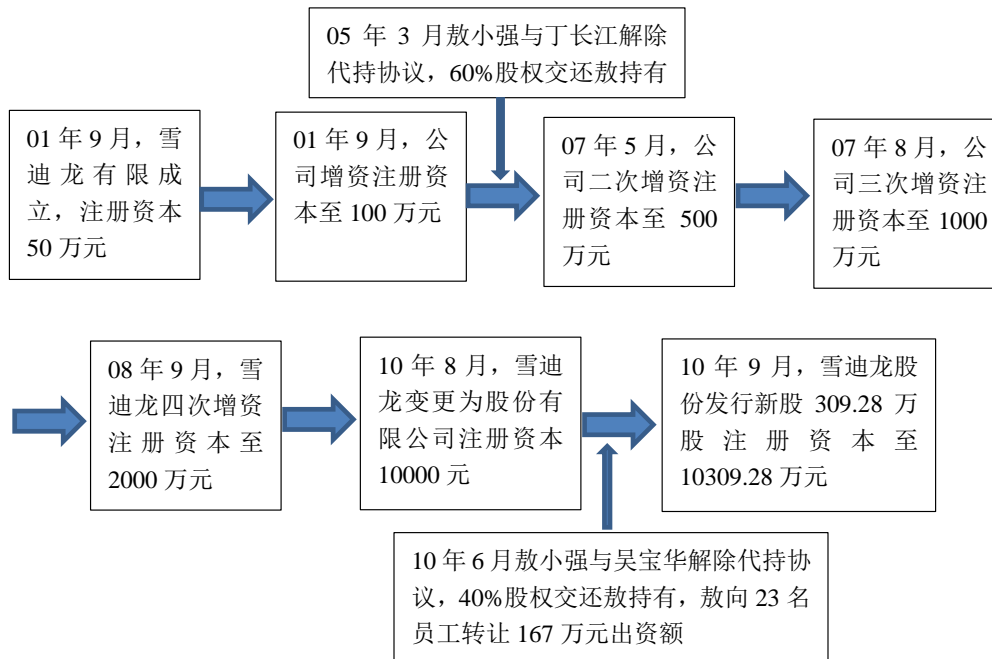 05 年 3 月敖小强与丁长江解除
代持协议，60%股权交还敖持有
01 年 9 月，雪
迪龙有限成
立，注册资本
50 万元
01 年 9 月，公
司增资注册资
本至 100 万元
07 年 5 月，公
司二次增资注
册资本至 500
万元
07 年 8 月，公
司三次增资注
册资本至 1000
万元
08 年 9 月，雪
迪龙四次增资
注册资本至
2000 万元
10 年 8 月，雪迪
龙变更为股份有
限公司注册资本
10000 元
10 年 9 月，雪迪龙股
份发行新股 309.28 万
股注册资本至
10309.28 万元
10 年 6 月敖小强与吴宝华解除代持协
议，40%股权交还敖持有，敖向 23 名
员工转让 167 万元出资额